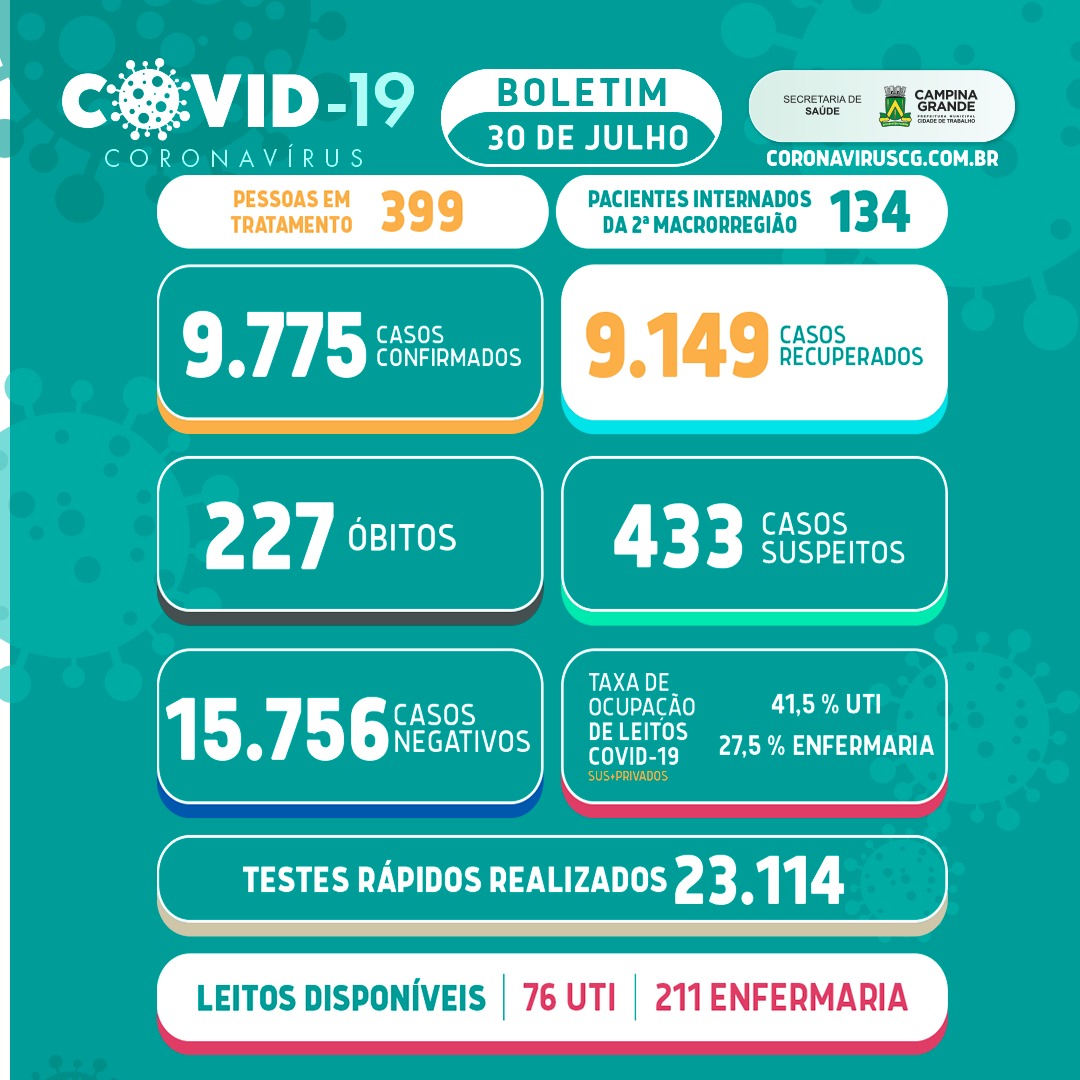 COVID-19
CORONAVÍRUS
BOLETIM
30 DE JULHO
SECRETARIA DE
SAÚDE
CAMPINA
GRANDE
PREFEITURA MUNICIPAL
CIDADE DE TRABALHO
CORONAVIRUSCG.COM.BR
PESSOAS EM
TRATAMENTO
399
PACIENTES INTERNADOS
DA 2ª MACRORREGIÃO
134
9.775
CASOS
CONFIRMADOS
9.149
CASOS
RECUPERADOS
227
ÓBITOS
433
CASOS
SUSPEITOS
15.756
CASOS
NEGATIVOS
TAXA DE
OCUPAÇÃO
DE LEITOS
COVID-19
SUS+PRIVADOS
41,5 % UTI
27,5 % ENFERMARIA
TESTES RÁPIDOS REALIZADOS 23.114
LEITOS DISPONÍVEIS | 76 UTI | 211 ENFERMARIA